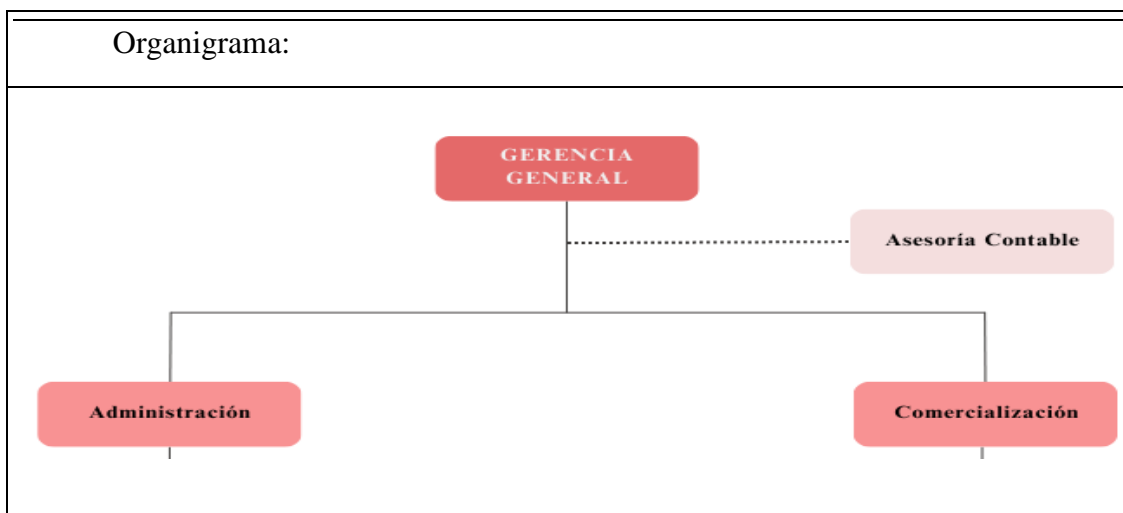 Organigrama:
GERENCIA
GENERAL
Asesoría Contable
Administración
Comercialización